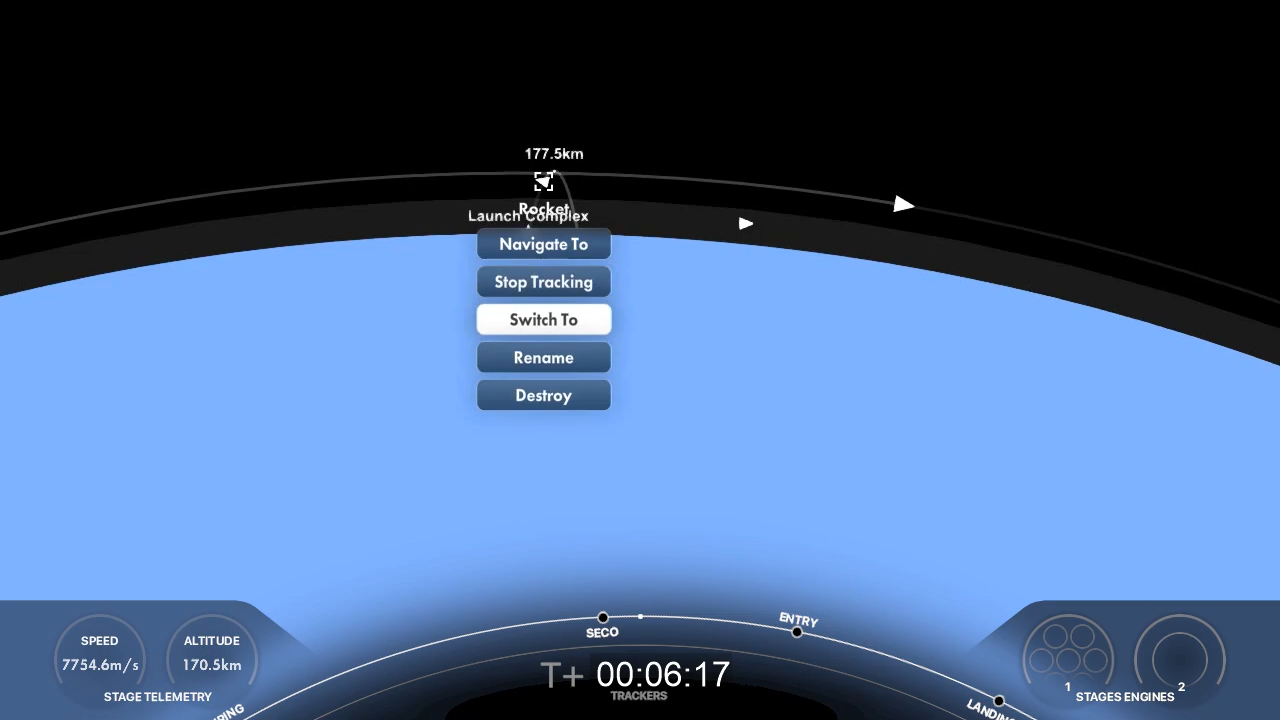 177.5km
Rocket
Launch Complex
Navigate To
Stop Tracking
Switch To
Rename
Destroy
ENTRY
SECO
SPEED
7754.6m/s
ALTITUDE
170.5km
STAGE TELEMETRY
T+ 00:06:17
TRACKERS
1 STAGES ENGINES 2